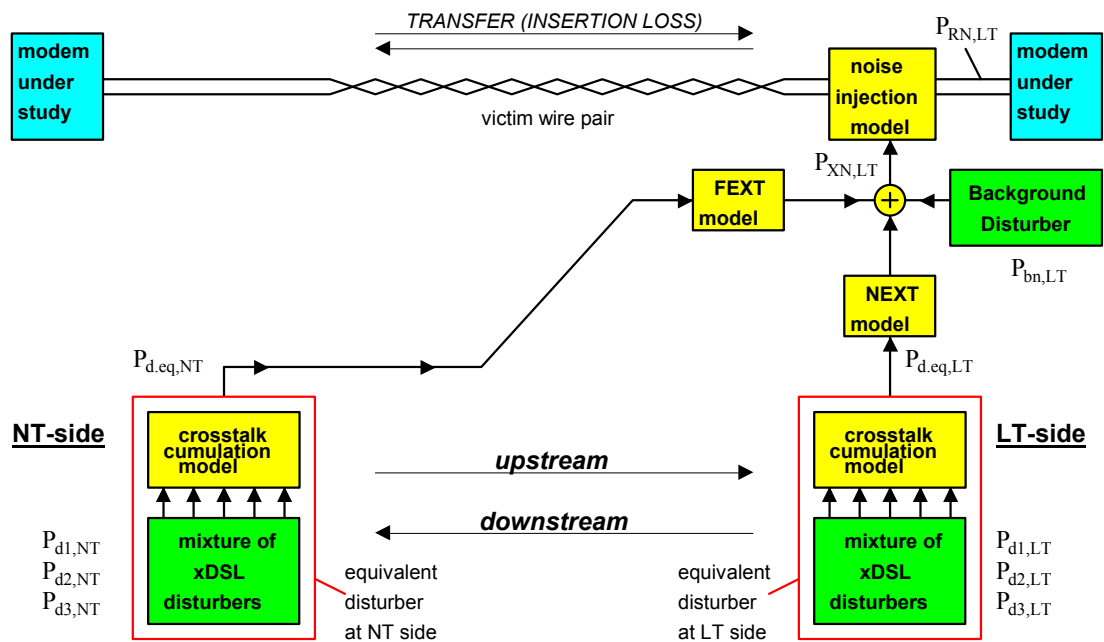 TRANSFER (INSERTION LOSS)
modem
under
study
victim wire pair
noise
injection
model
P_RN,LT
modem
under
study
P_XN,LT
FEXT
model
+
Background
Disturber
P_bn,LT
NEXT
model
P_d.eq,NT
P_d.eq,LT
NT-side
crosstalk
cumulation
model
upstream
crosstalk
cumulation
model
LT-side
downstream
P_d1,NT
P_d2,NT
P_d3,NT
mixture of
xDSL
disturbers
equivalent
disturber
at NT side
equivalent
disturber
at LT side
mixture of
xDSL
disturbers
P_d1,LT
P_d2,LT
P_d3,LT